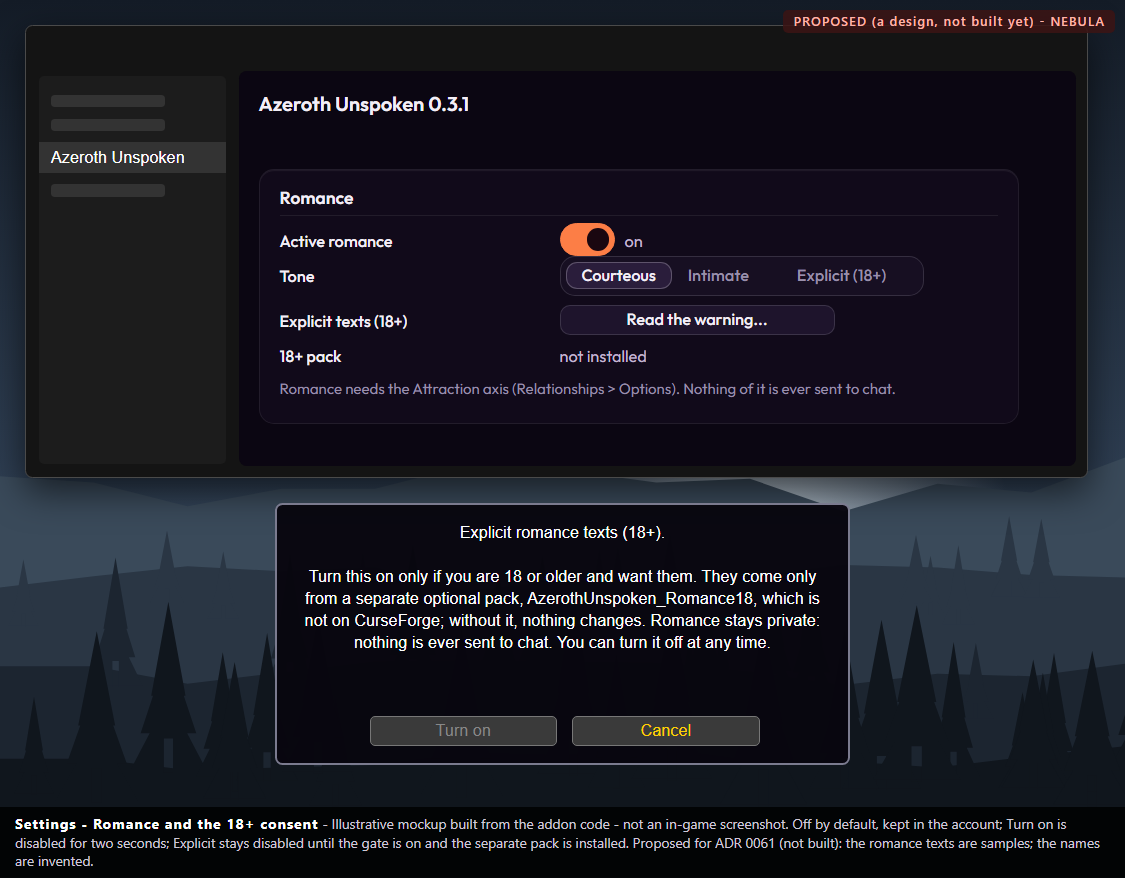 PROPOSED (a design, not built yet) - NEBULA
Azeroth Unspoken 0.3.1
Azeroth Unspoken
Romance
Active romance
on
Tone
Courteous
Intimate
Explicit (18+)
Explicit texts (18+)
Read the warning...
18+ pack
not installed
Romance needs the Attraction axis (Relationships > Options). Nothing of it is ever sent to chat.
Explicit romance texts (18+).
Turn this on only if you are 18 or older and want them. They come only
from a separate optional pack, AzerothUnspoken_Romance18, which is
not on CurseForge; without it, nothing changes. Romance stays private:
nothing is ever sent to chat. You can turn it off at any time.
Turn on
Cancel
Settings - Romance and the 18+ consent - Illustrative mockup built from the addon code - not an in-game screenshot. Off by default, kept in the account; Turn on is
disabled for two seconds; Explicit stays disabled until the gate is on and the separate pack is installed. Proposed for ADR 0061 (not built): the romance texts are samples; the names
are invented.